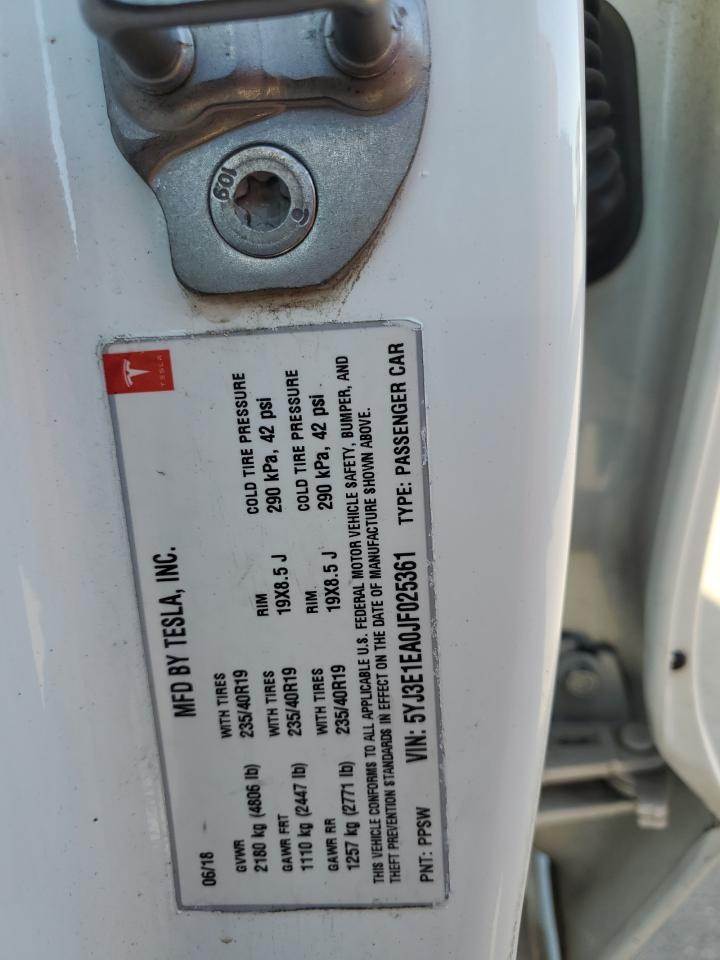 10.9
TESLA
MFD BY TESLA, INC.
06/18
GVWR WITH TIRES RIM COLD TIRE PRESSURE
2180 kg (4806 lb) 235/40R19 19X8.5 J 290 kPa, 42 psi
GAWR FRT WITH TIRES RIM COLD TIRE PRESSURE
1110 kg (2447 lb) 235/40R19 19X8.5 J 290 kPa, 42 psi
GAWR RR WITH TIRES
1257 kg (2771 lb) 235/40R19
THIS VEHICLE CONFORMS TO ALL APPLICABLE U.S. FEDERAL MOTOR VEHICLE SAFETY, BUMPER, AND
THEFT PREVENTION STANDARDS IN EFFECT ON THE DATE OF MANUFACTURE SHOWN ABOVE.
PNT: PPSW VIN: 5YJ3E1EA0JF025361 TYPE: PASSENGER CAR